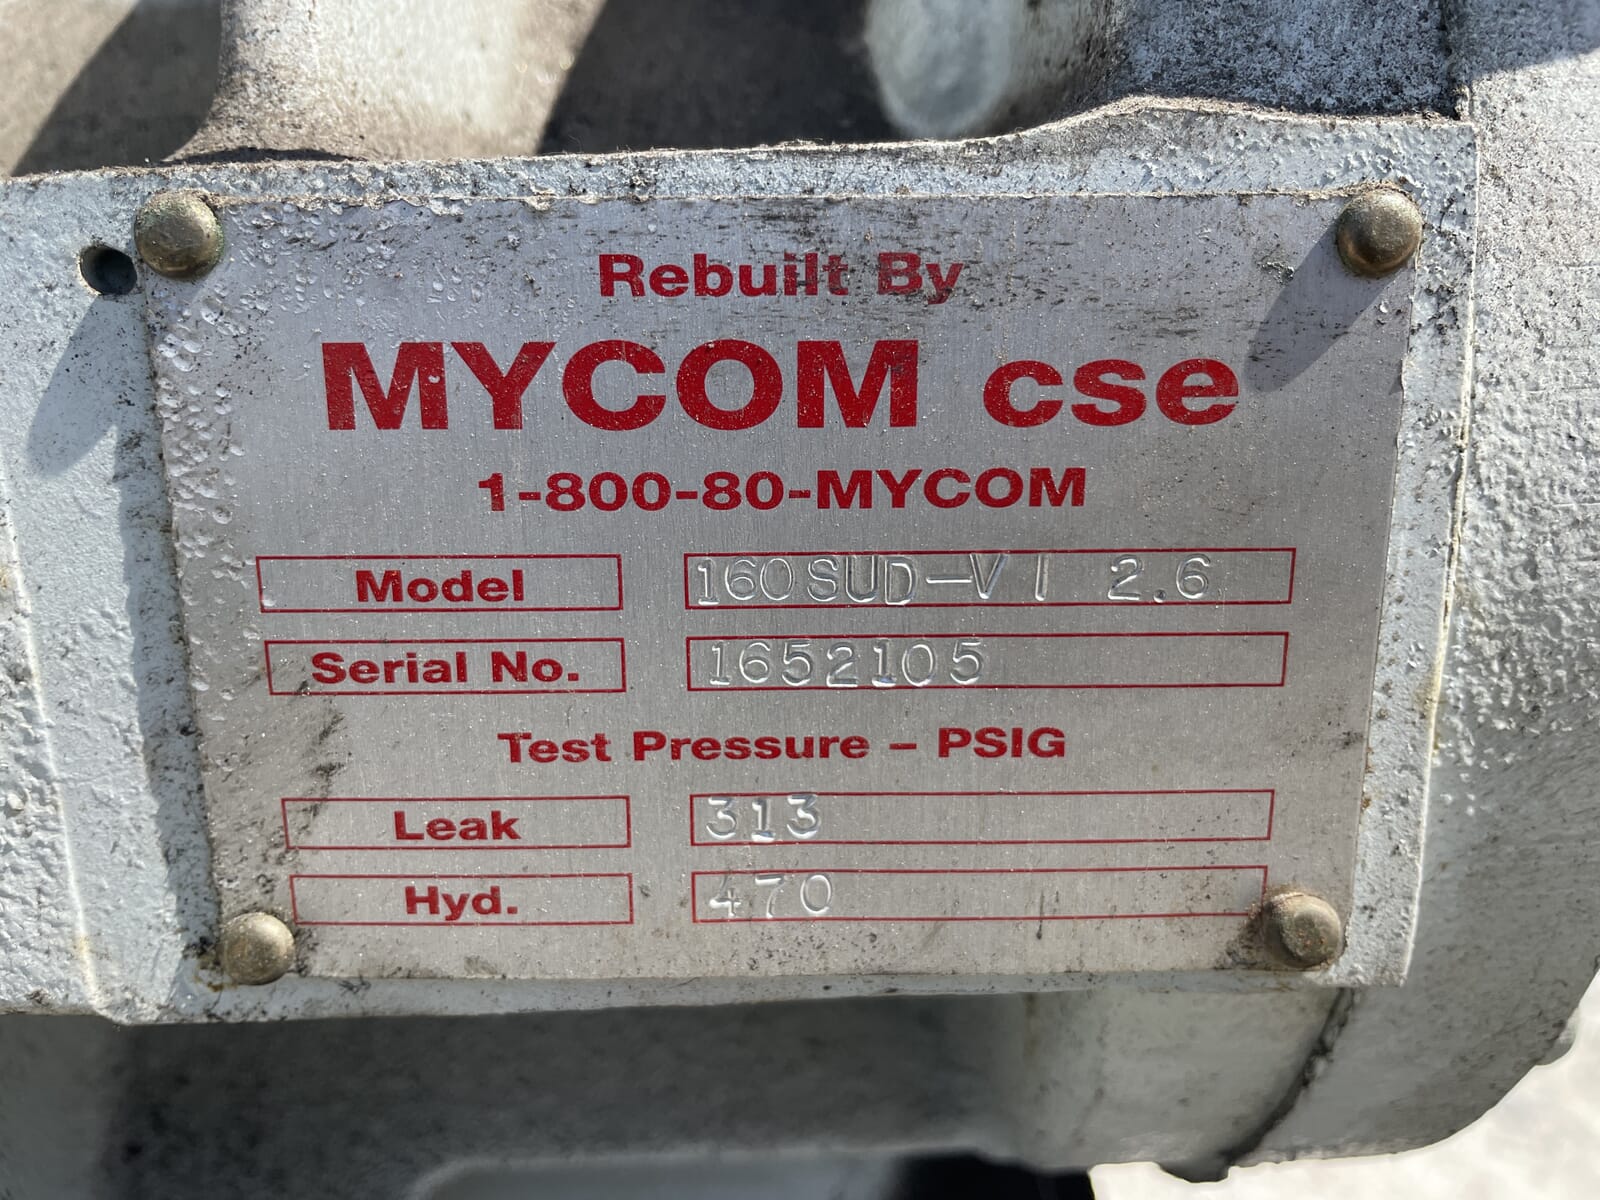 Rebuilt By
MYCOM cse
1-800-80-MYCOM
Model 160SUD-VI 2.6
Serial No. 1652105
Test Pressure – PSIG
Leak 313
Hyd. 470